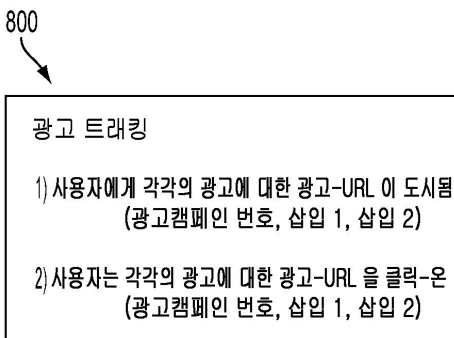 800
광고 트래킹
1) 사용자에게 각각의 광고에 대한 광고-URL 이 도시됨
(광고캠페인 번호, 삽입 1, 삽입 2)
2) 사용자는 각각의 광고에 대한 광고-URL 을 클릭-온
(광고캠페인 번호, 삽입 1, 삽입 2)